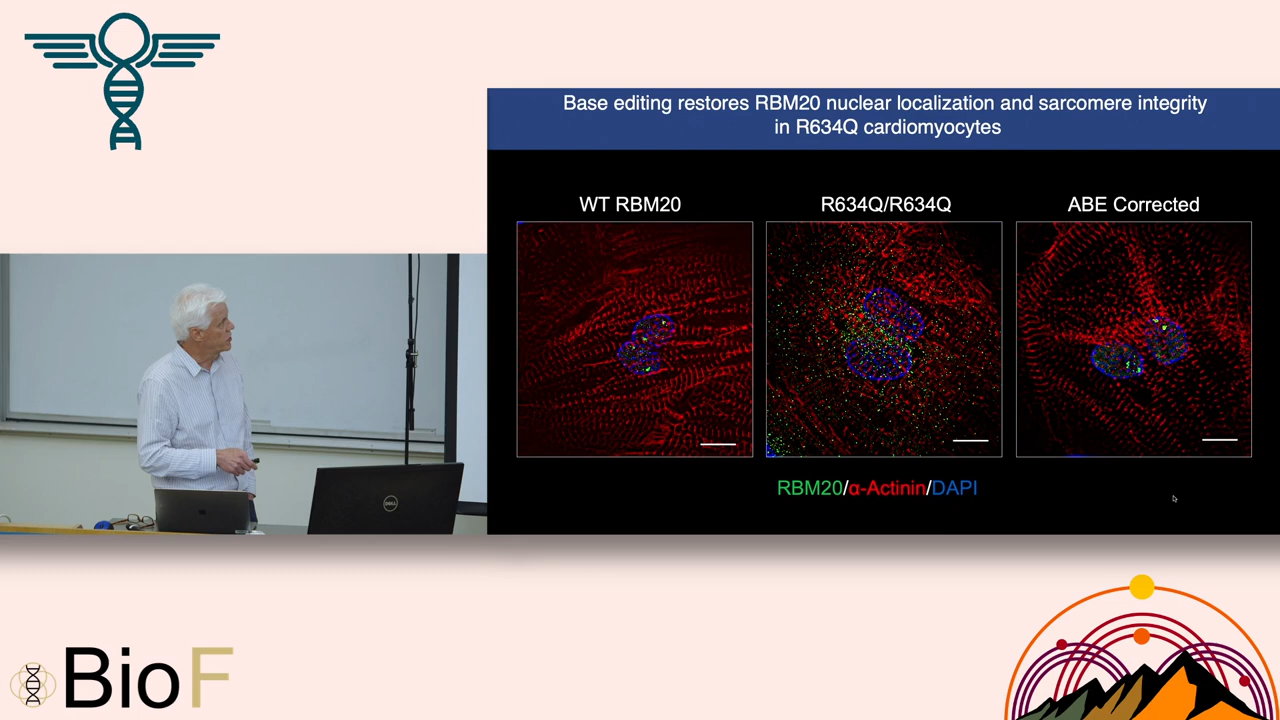 Base editing restores RBM20 nuclear localization and sarcomere integrity
in R634Q cardiomyocytes
WT RBM20
R634Q/R634Q
ABE Corrected
RBM20/α-Actinin/DAPI
DELL
BioF